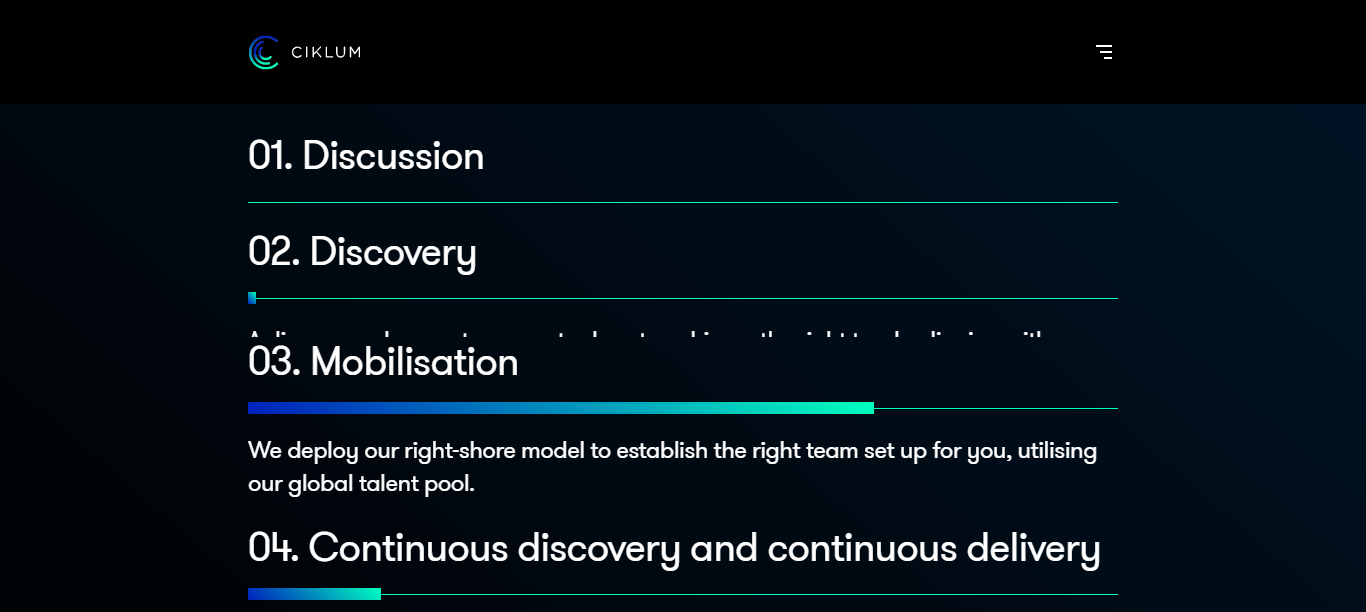 CIKLUM
01. Discussion
02. Discovery
03. Mobilisation
We deploy our right-shore model to establish the right team set up for you, utilising
our global talent pool.
04. Continuous discovery and continuous delivery